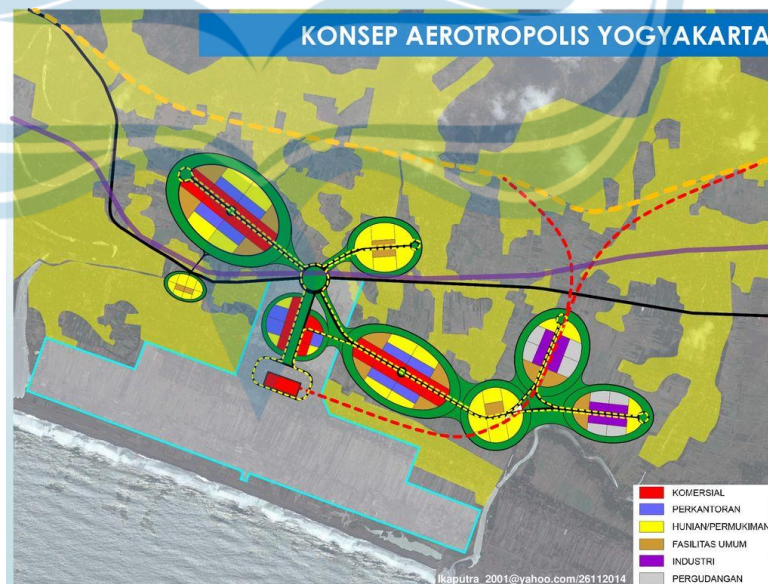 KONSEP AEROTROPOLIS YOGYAKARTA
KOMERSIAL
PERKANTORAN
HUNIAN/PERMUKIMAN
FASILITAS UMUM
INDUSTRI
PERGUDANGAN
Ikaputra_2001@yahoo.com/26112014